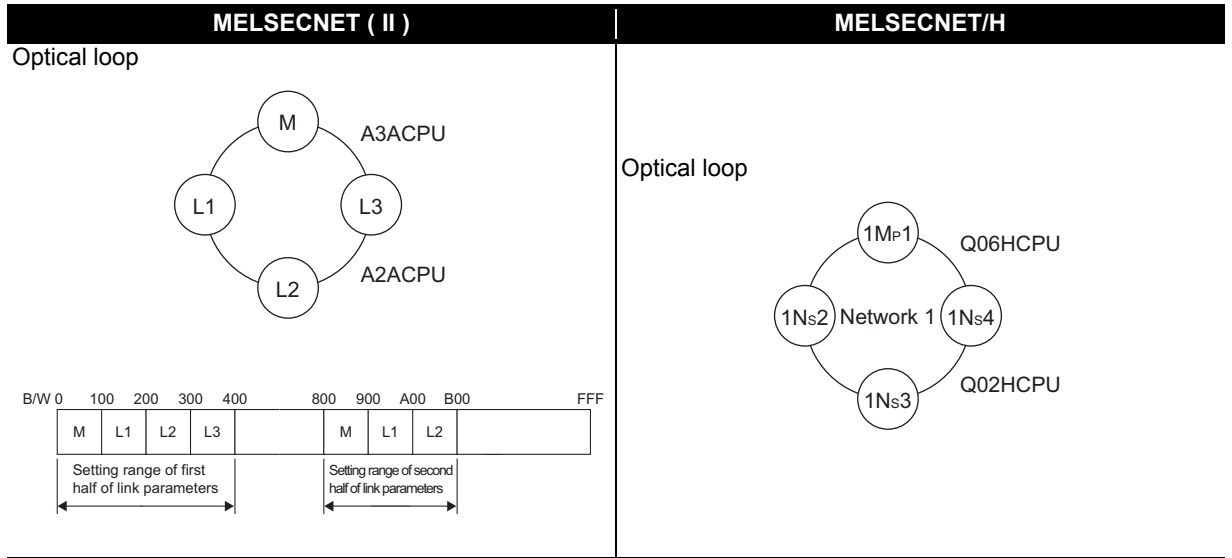 MELSECNET ( II )
MELSECNET/H
Optical loop
M
A3ACPU
L1
L3
L2
A2ACPU
B/W 0 100 200 300 400 800 900 A00 B00 FFF
M L1 L2 L3 M L1 L2
Setting range of first
half of link parameters
Setting range of second
half of link parameters
Optical loop
1MP1
Q06HCPU
1NS2 Network 1 1NS4
1NS3
Q02HCPU